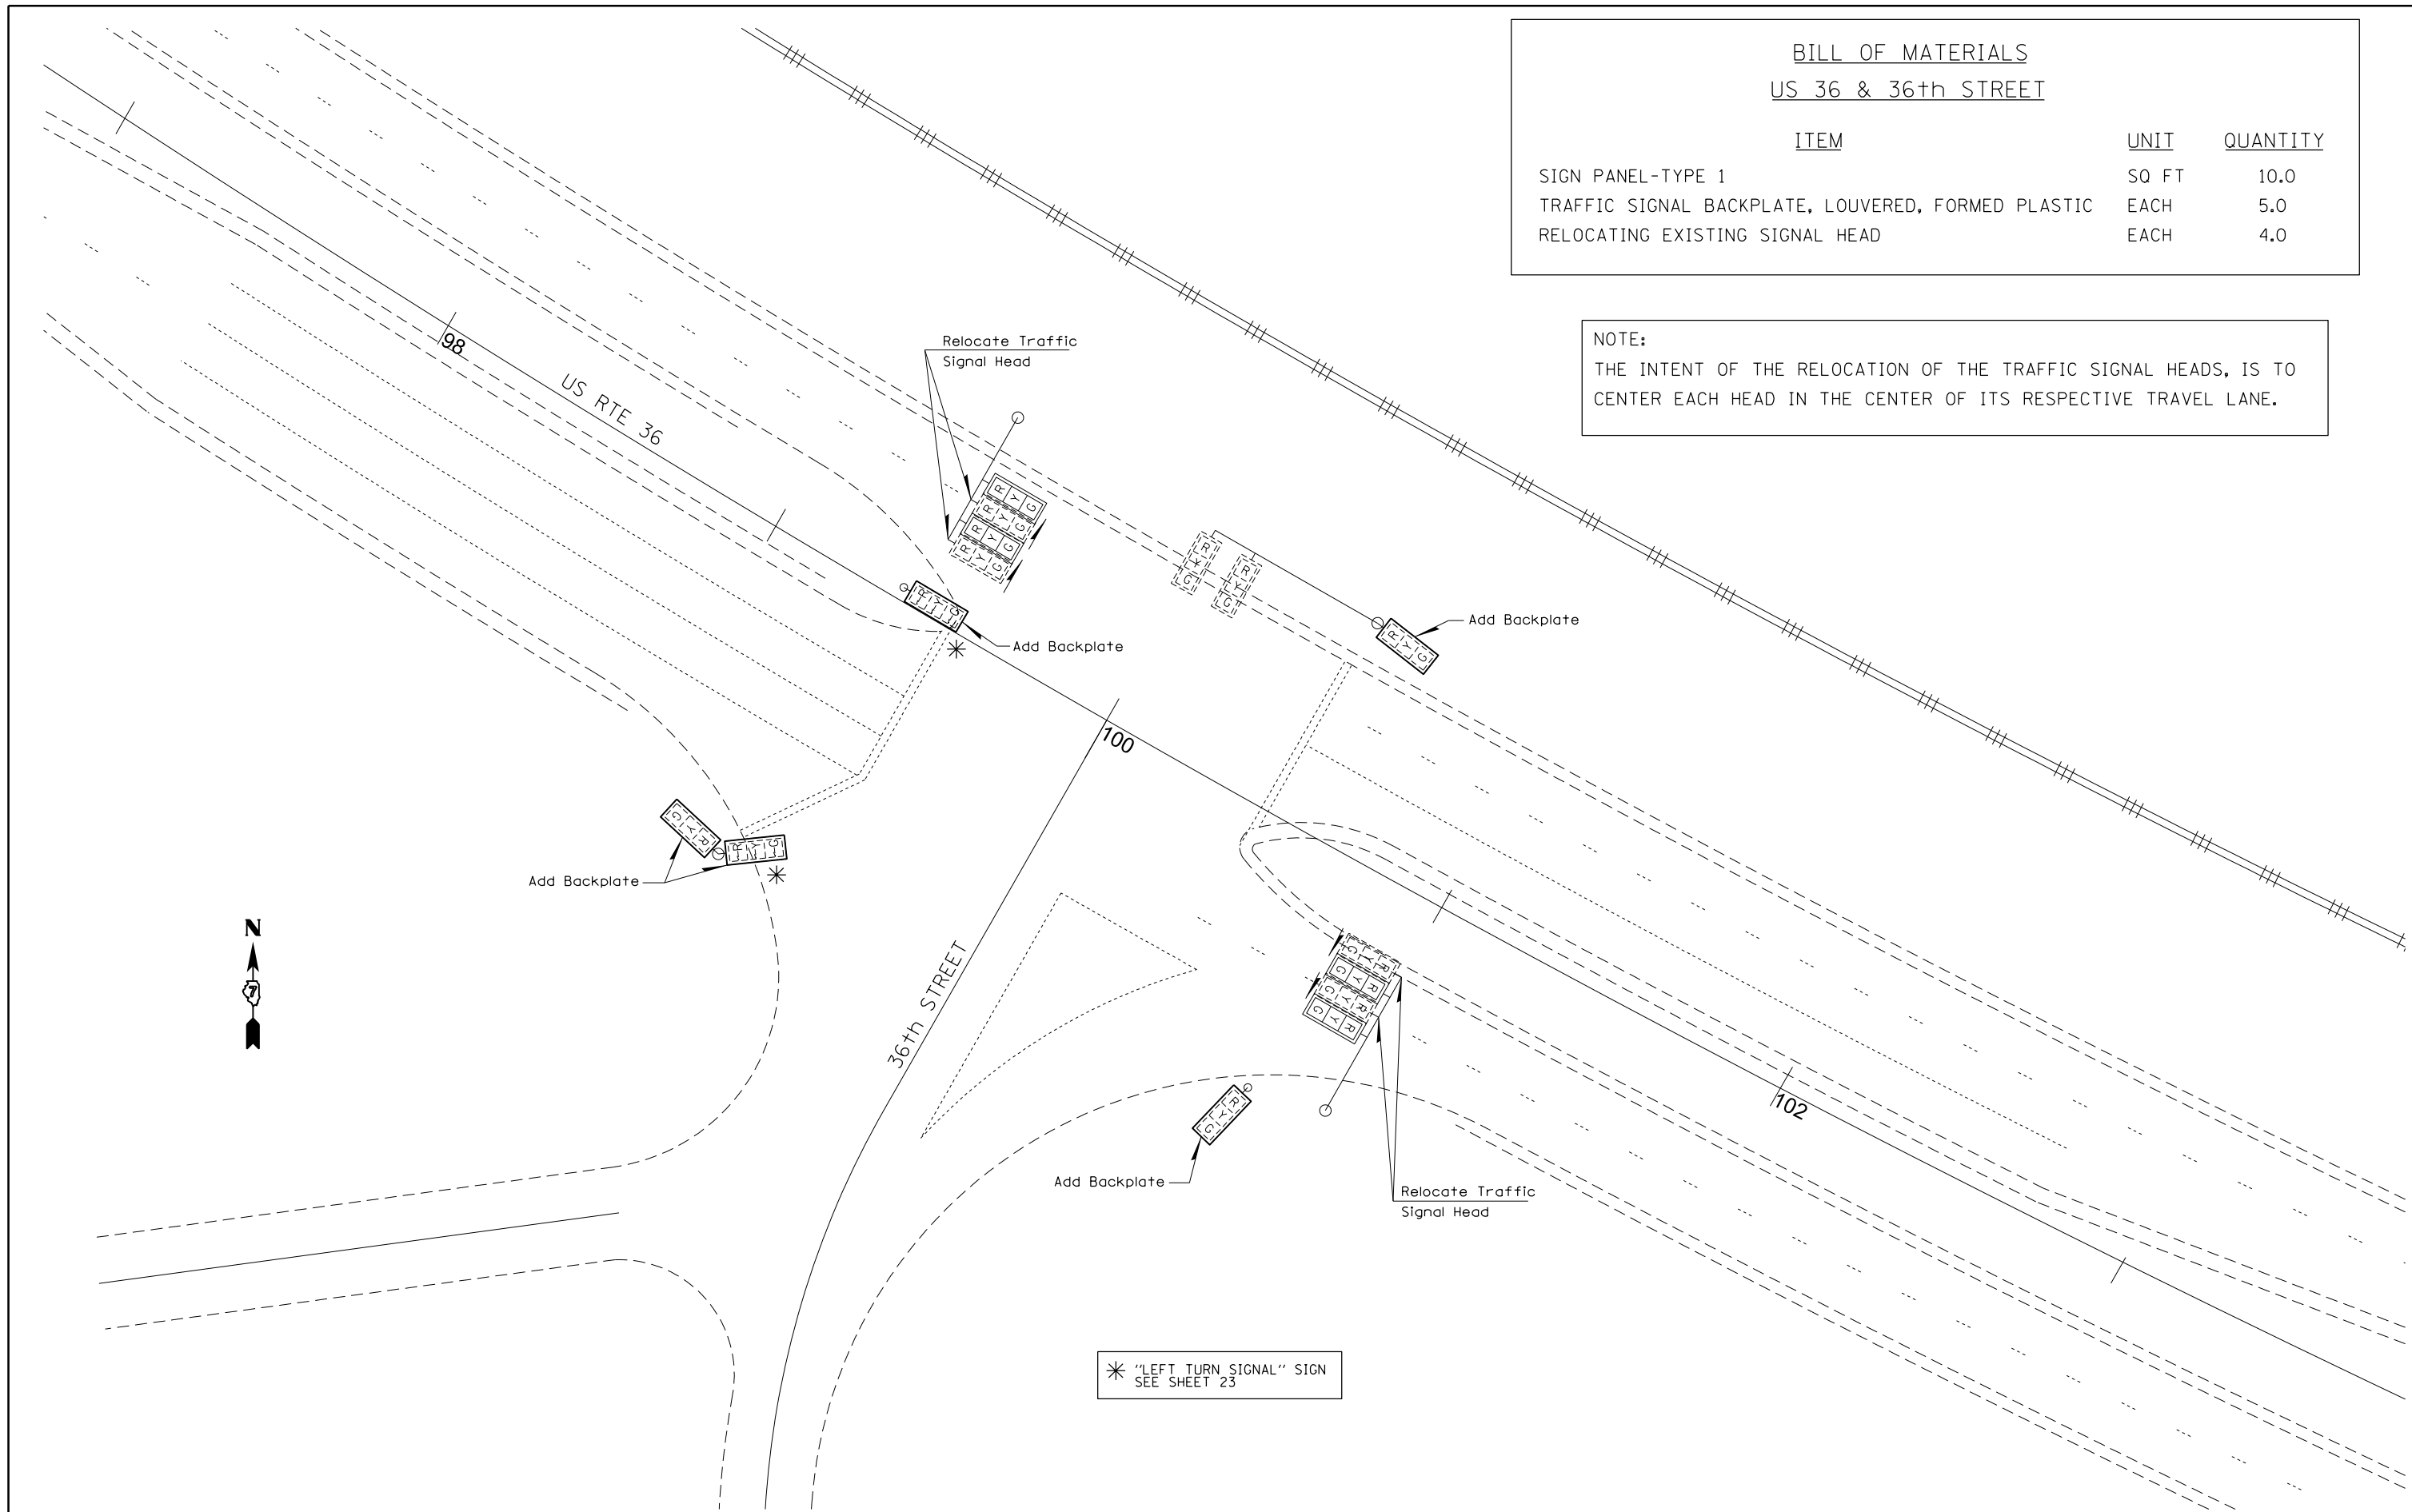 BILL OF MATERIALS
US 36 & 36th STREET
ITEM UNIT QUANTITY
SIGN PANEL-TYPE 1 SQ FT 10.0
TRAFFIC SIGNAL BACKPLATE, LOUVERED, FORMED PLASTIC EACH 5.0
RELOCATING EXISTING SIGNAL HEAD EACH 4.0
NOTE:
THE INTENT OF THE RELOCATION OF THE TRAFFIC SIGNAL HEADS, IS TO
CENTER EACH HEAD IN THE CENTER OF ITS RESPECTIVE TRAVEL LANE.
98
US RTE 36
Relocate Traffic
Signal Head
R Y G
R Y G
R Y G
R Y G
R Y G
R Y G
R Y G
Add Backplate
R Y G
Add Backplate
100
R Y G
R Y G
Add Backplate
N
7
36th STREET
R Y G
R Y G
R Y G
R Y G
102
R Y G
Add Backplate
Relocate Traffic
Signal Head
"LEFT TURN SIGNAL" SIGN
SEE SHEET 23